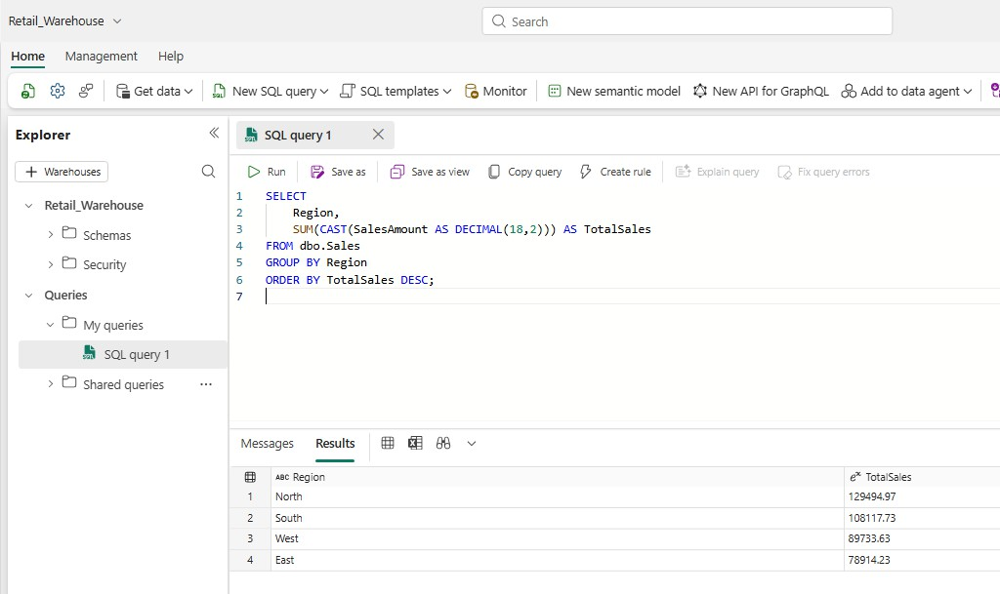 Retail_Warehouse
Search
Home Management Help
Get data New SQL query SQL templates Monitor New semantic model New API for GraphQL Add to data agent
Explorer
Warehouses
Retail_Warehouse
Schemas
Security
Queries
My queries
SQL query 1
Shared queries
SQL query 1
Run Save as Save as view Copy query Create rule Explain query Fix query errors
1 SELECT
2 Region,
3 SUM(CAST(SalesAmount AS DECIMAL(18,2))) AS TotalSales
4 FROM dbo.Sales
5 GROUP BY Region
6 ORDER BY TotalSales DESC;
7
Messages Results
ABC Region TotalSales
1 North 129494.97
2 South 108117.73
3 West 89733.63
4 East 78914.23